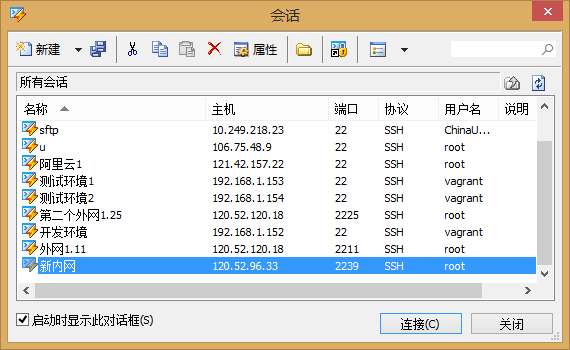 会话
新建 属性
所有会话
名称 主机 端口 协议 用户名 说明
sftp 10.249.218.23 22 SSH ChinaU...
u 106.75.48.9 22 SSH root
阿里云1 121.42.157.22 22 SSH root
测试环境1 192.168.1.153 22 SSH vagrant
测试环境2 192.168.1.154 22 SSH vagrant
第二个外网1.25 120.52.120.18 2225 SSH root
开发环境 192.168.1.152 22 SSH vagrant
外网1.11 120.52.120.18 2211 SSH root
新内网 120.52.96.33 2239 SSH root
启动时显示此对话框(S) 连接(C) 关闭